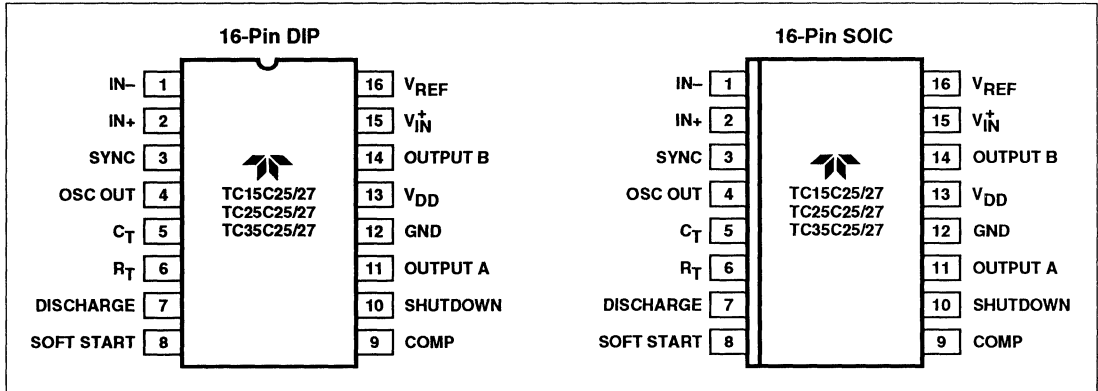 16-Pin DIP
IN– 1
IN+ 2
SYNC 3
OSC OUT 4
CT 5
RT 6
DISCHARGE 7
SOFT START 8
TC15C25/27
TC25C25/27
TC35C25/27
16 VREF
15 V+IN
14 OUTPUT B
13 VDD
12 GND
11 OUTPUT A
10 SHUTDOWN
9 COMP
16-Pin SOIC
IN– 1
IN+ 2
SYNC 3
OSC OUT 4
CT 5
RT 6
DISCHARGE 7
SOFT START 8
TC15C25/27
TC25C25/27
TC35C25/27
16 VREF
15 V+IN
14 OUTPUT B
13 VDD
12 GND
11 OUTPUT A
10 SHUTDOWN
9 COMP